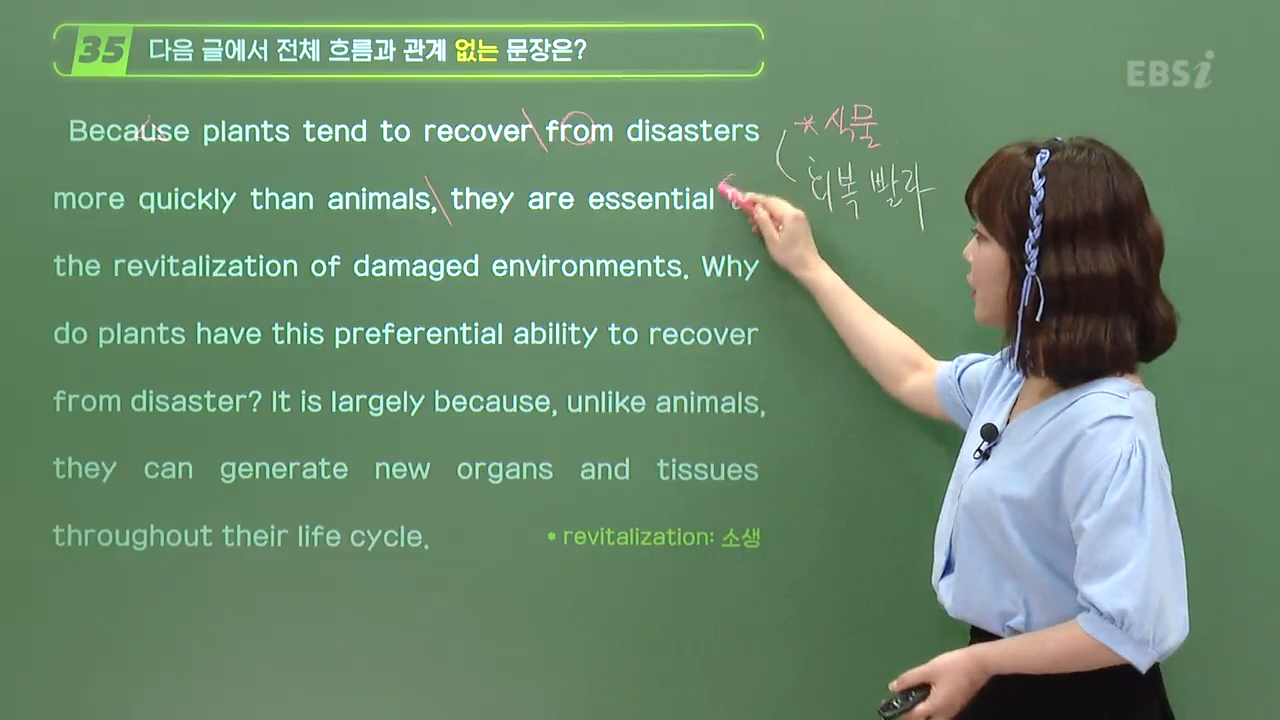 35 다음 글에서 전체 흐름과 관계 없는 문장은?
EBSi
Because plants tend to recover from disasters
more quickly than animals, they are essential
the revitalization of damaged environments. Why
do plants have this preferential ability to recover
from disaster? It is largely because, unlike animals,
they can generate new organs and tissues
throughout their life cycle.
* revitalization: 소생
* 식물
회복 빨라